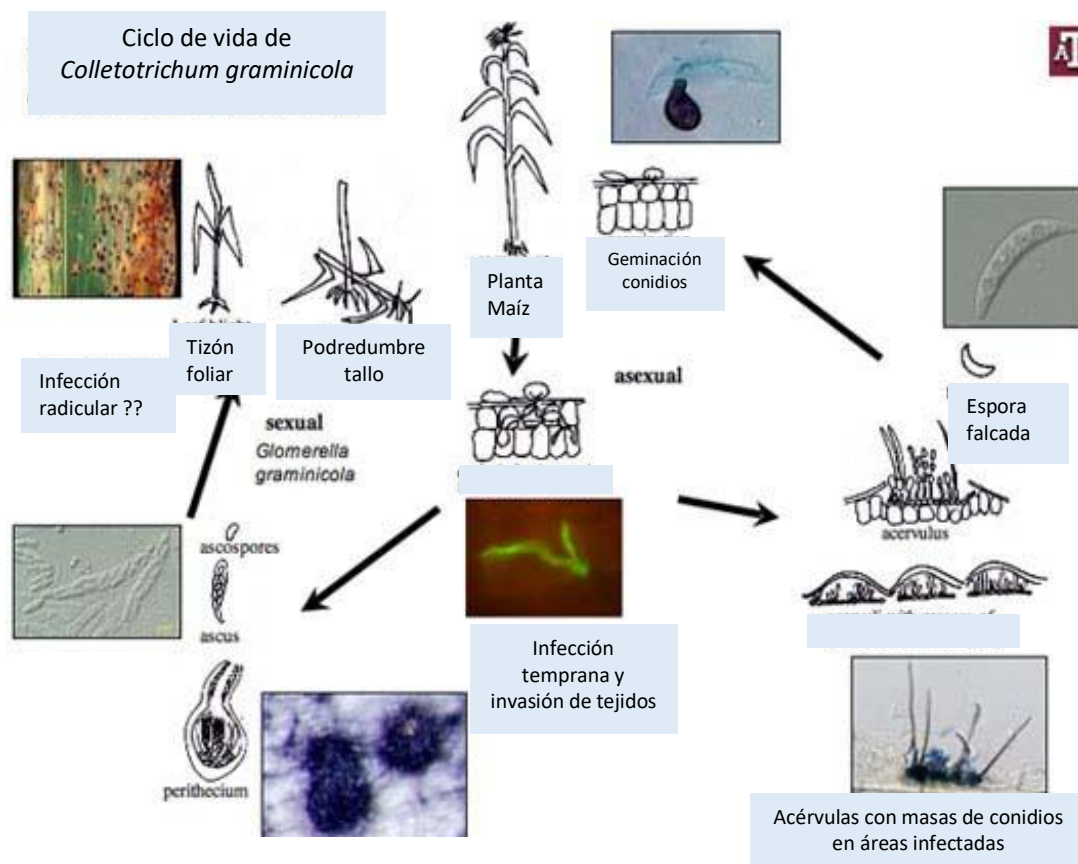 Ciclo de vida de
Colletotrichum graminicola
Planta
Maíz
Geminación
conidios
Tizón
foliar
Podredumbre
tallo
Infección
radicular ??
sexual
Glomerella
graminicola
asexual
Espora
falcada
acervulus
ascospores
ascus
perithecium
Infección
temprana y
invasión de tejidos
Acérvulas con masas de conidios
en áreas infectadas